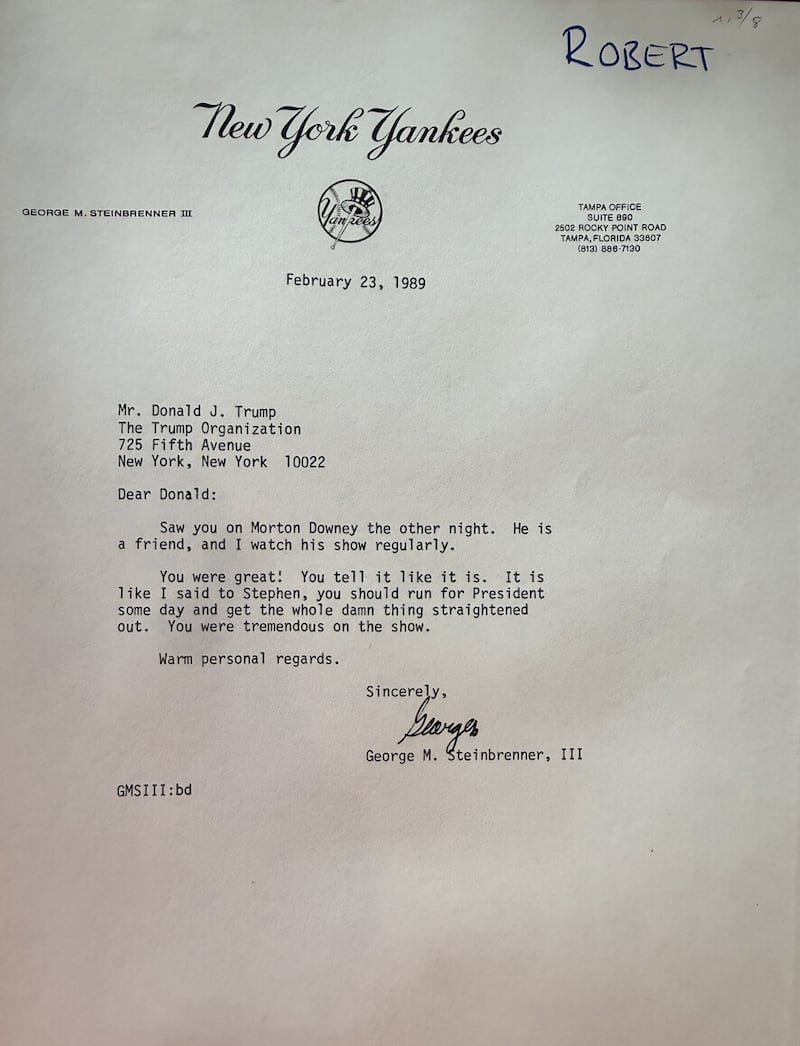 3/8
ROBERT
New York Yankees
Yankees
GEORGE M. STEINBRENNER III
TAMPA OFFICE
SUITE 890
2502 ROCKY POINT ROAD
TAMPA, FLORIDA 33607
(813) 886-7130
February 23, 1989
Mr. Donald J. Trump
The Trump Organization
725 Fifth Avenue
New York, New York 10022
Dear Donald:
Saw you on Morton Downey the other night. He is
a friend, and I watch his show regularly.
You were great! You tell it like it is. It is
like I said to Stephen, you should run for President
some day and get the whole damn thing straightened
out. You were tremendous on the show.
Warm personal regards.
Sincerely,
George
George M. Steinbrenner, III
GMSIII:bd